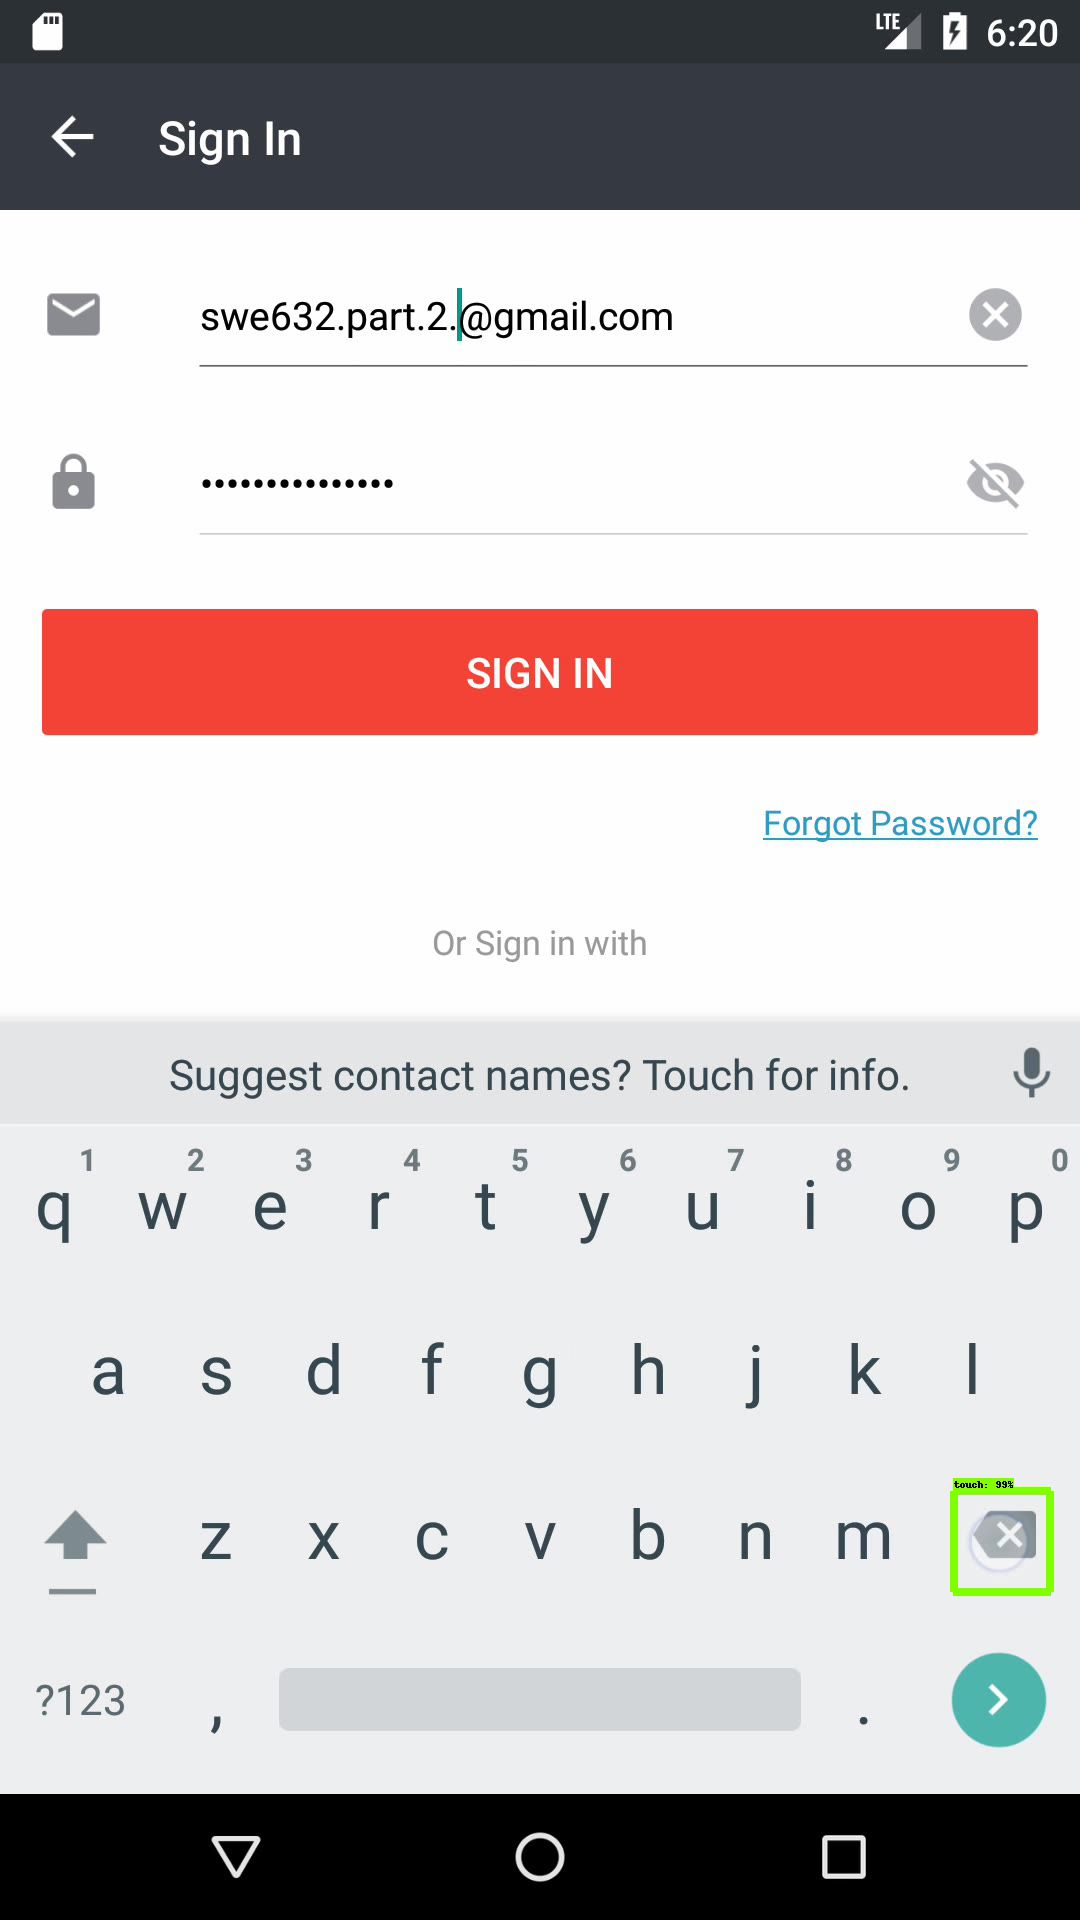 LTE 6:20
Sign In
swe632.part.2.@gmail.com
•••••••••••••••
SIGN IN
Forgot Password?
Or Sign in with
Suggest contact names? Touch for info.
1 2 3 4 5 6 7 8 9 0
q w e r t y u i o p
a s d f g h j k l
touch: 99%
z x c v b n m
?123 , .